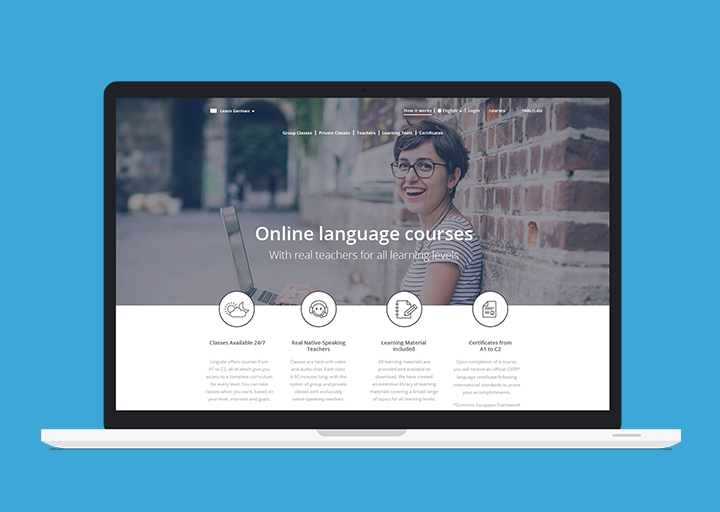 Learn German
How it works | English | Login Courses TRIAL CLASS
Group Classes | Private Classes | Teachers | Learning Tools | Certificates
Online language courses
With real teachers for all learning levels
Classes Available 24/7
Lingoda offers courses from
A1 to C2, all of which give you
access to a complete curriculum
for every level. You can take
classes when you want, based on
your level, interests and goals.
Real Native-Speaking
Teachers
Classes are held with video
and audio chat. Each class
is 60 minutes long, with the
option of group and private
classes with exclusively
native-speaking teachers.
Learning Material
Included
All learning materials are
provided and available to
download. We have created
an extensive library of learning
materials covering a broad range
of topics for all learning levels.
Certificates from
A1 to C2
Upon completion of a course,
you will receive an official CEFR*
language certificate following
international standards to prove
your accomplishments.
*Common European Framework